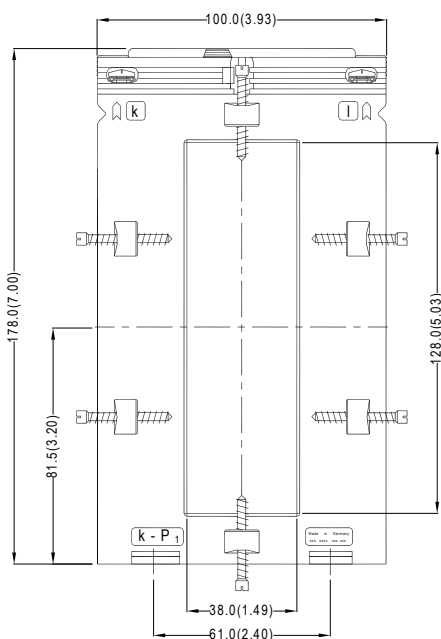 100.0(3.93)
k
l
178.0(7.00)
128.0(5.03)
81.5(3.20)
k - P 1
Made in Germany
38.0(1.49)
61.0(2.40)